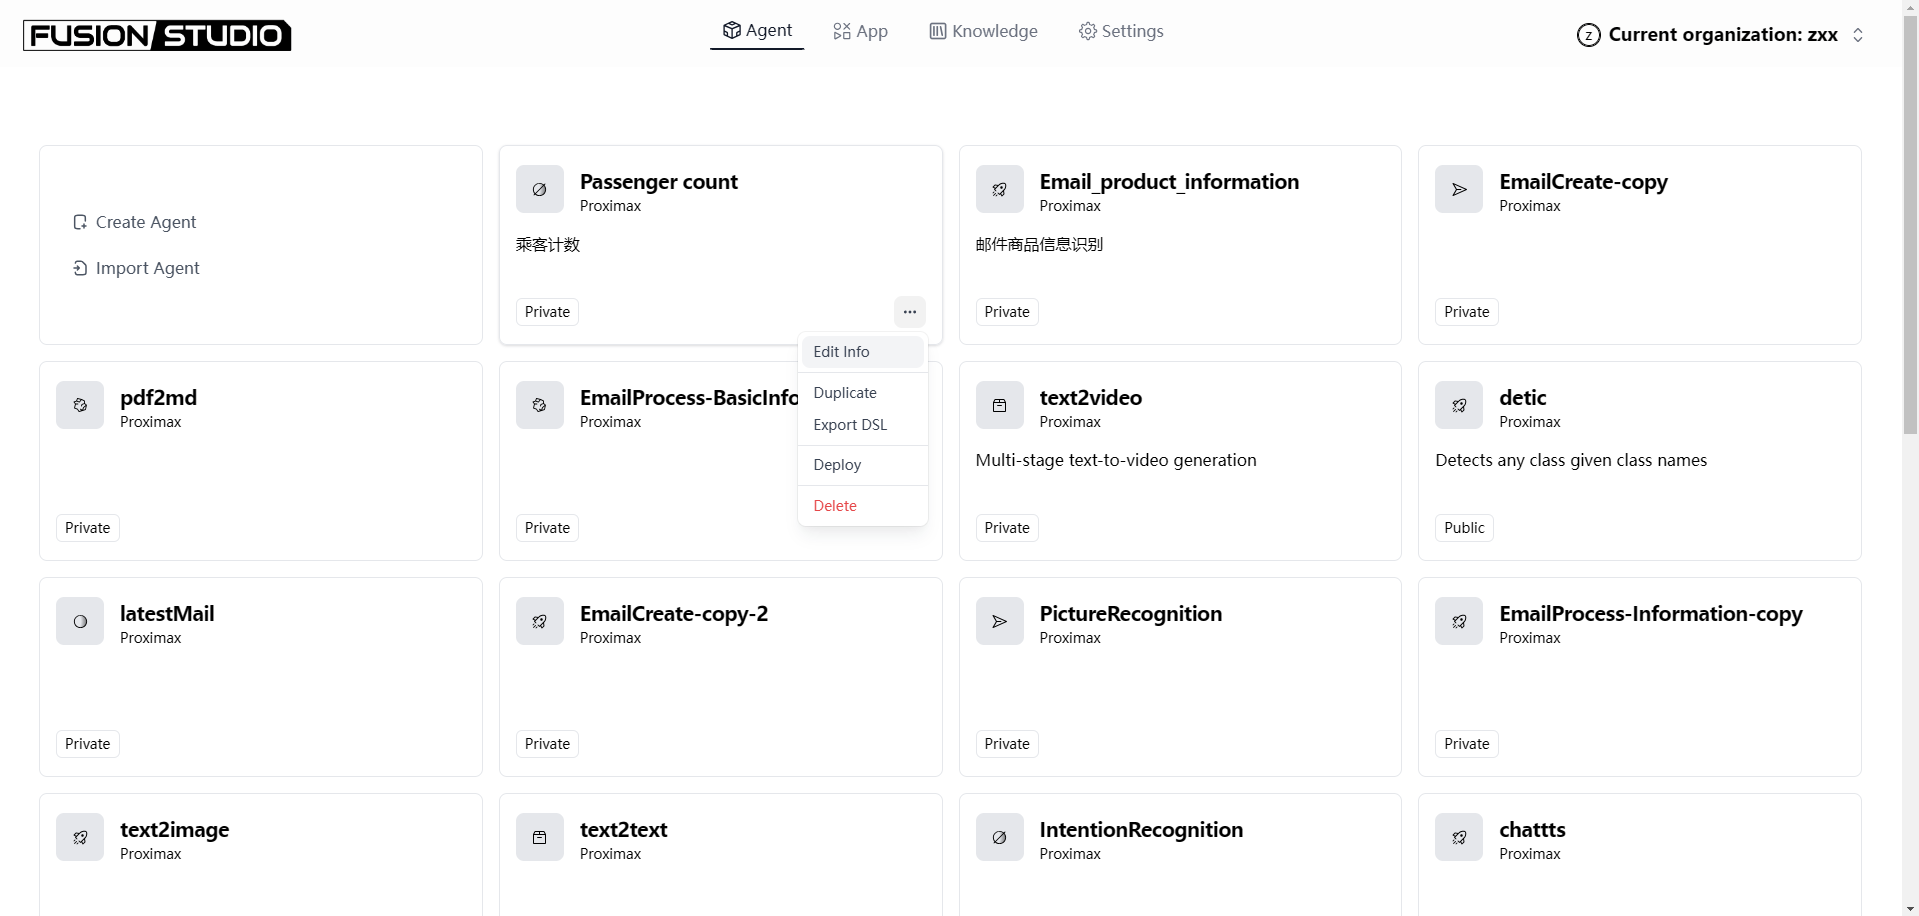 FUSION STUDIO
Agent
App
Knowledge
Settings
Z
Current organization: zxx
Create Agent
Import Agent
Passenger count
Proximax
乘客计数
Private
Email_product_information
Proximax
邮件商品信息识别
Private
EmailCreate-copy
Proximax
Private
Edit Info
Duplicate
Export DSL
Deploy
Delete
pdf2md
Proximax
Private
EmailProcess-BasicInfo
Proximax
Private
text2video
Proximax
Multi-stage text-to-video generation
Private
detic
Proximax
Detects any class given class names
Public
latestMail
Proximax
Private
EmailCreate-copy-2
Proximax
Private
PictureRecognition
Proximax
Private
EmailProcess-Information-copy
Proximax
Private
text2image
Proximax
text2text
Proximax
IntentionRecognition
Proximax
chattts
Proximax